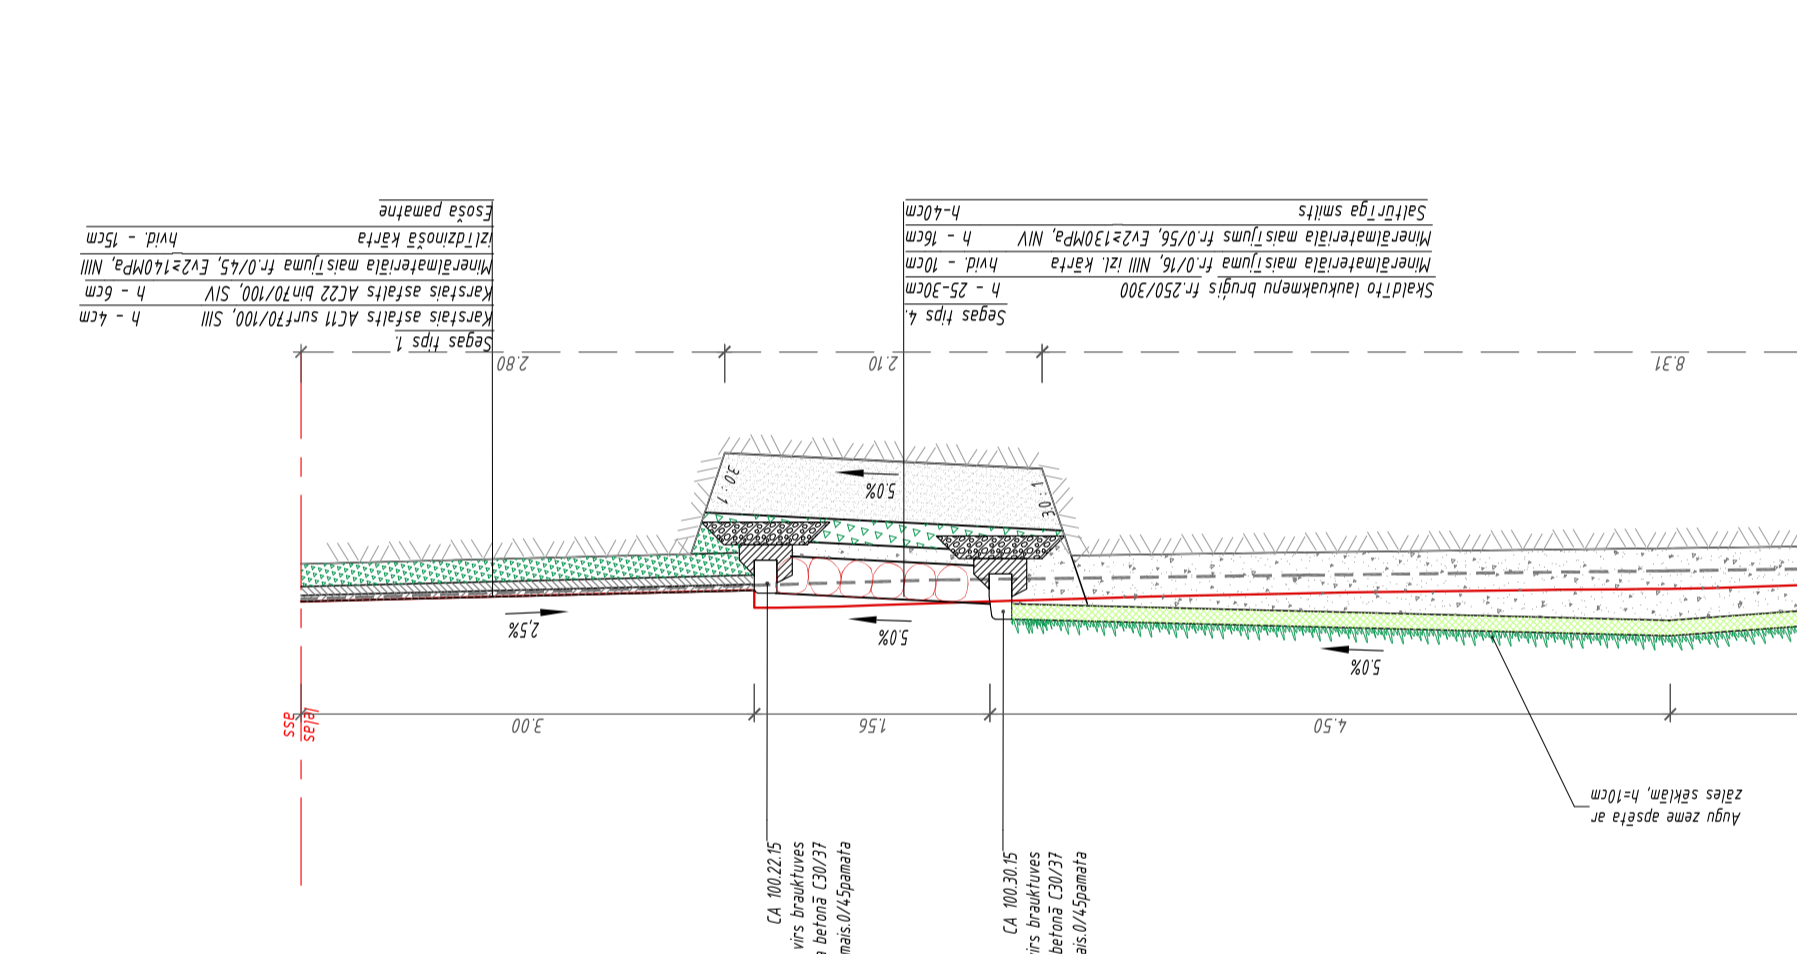 Segas tips 1.
Karstais asfalts AC11 surf70/100, SIII h - 4cm
Karstais asfalts AC22 bin70/100, SIV h - 6cm
Minerālmateriāla maisījuma fr.0/45, Ev2≥140MPa, NIII
izlīdzinošā kārta hvid. - 15cm
Esoša pamatne
Segas tips 4.
Skaldīto laukuakmeņu bruģis fr.250/300 h - 25-30cm
Minerālmateriāla maisījuma fr.0/16, NIII izl. kārta hvid. - 10cm
Minerālmateriāla maisījums fr.0/56, Ev2≥130MPa, NIV h - 16cm
Salturīga smilts h-40cm
2.80
2.10
8.31
3.0 : 1
5.0%
3.0 : 1
2,5%
5.0%
5.0%
Ielas
ass
3.00
1.56
4.50
Augu zeme apsēta ar
zāles sēklām, h=10cm
CA 100.22.15
virs brauktuves
a betonā C30/37
mais.0/45pamata
CA 100.30.15
irs brauktuves
betonā C30/37
ais.0/45pamata